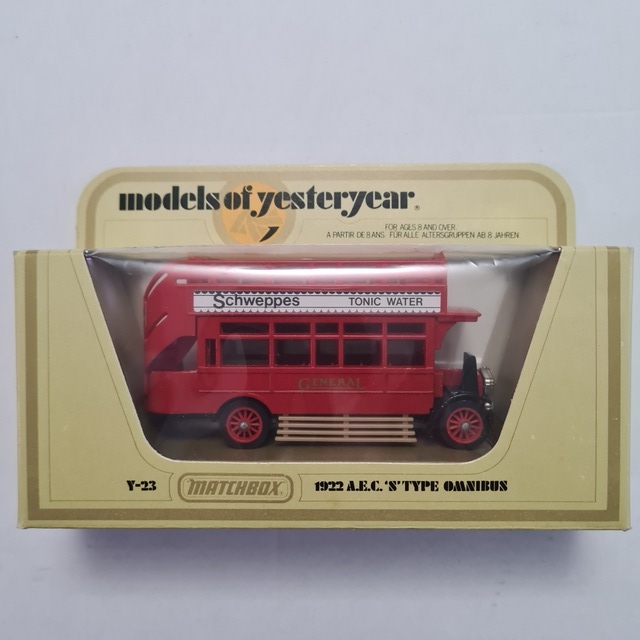 models of yesteryear.
FOR AGES 8 AND OVER.
A PARTIR DE 8 ANS. FÜR ALLE ALTERSGRUPPEN AB 8 JAHREN
Schweppes TONIC WATER
GENERAL
Y-23 MATCHBOX 1922 A.E.C. 'S' TYPE OMNIBUS